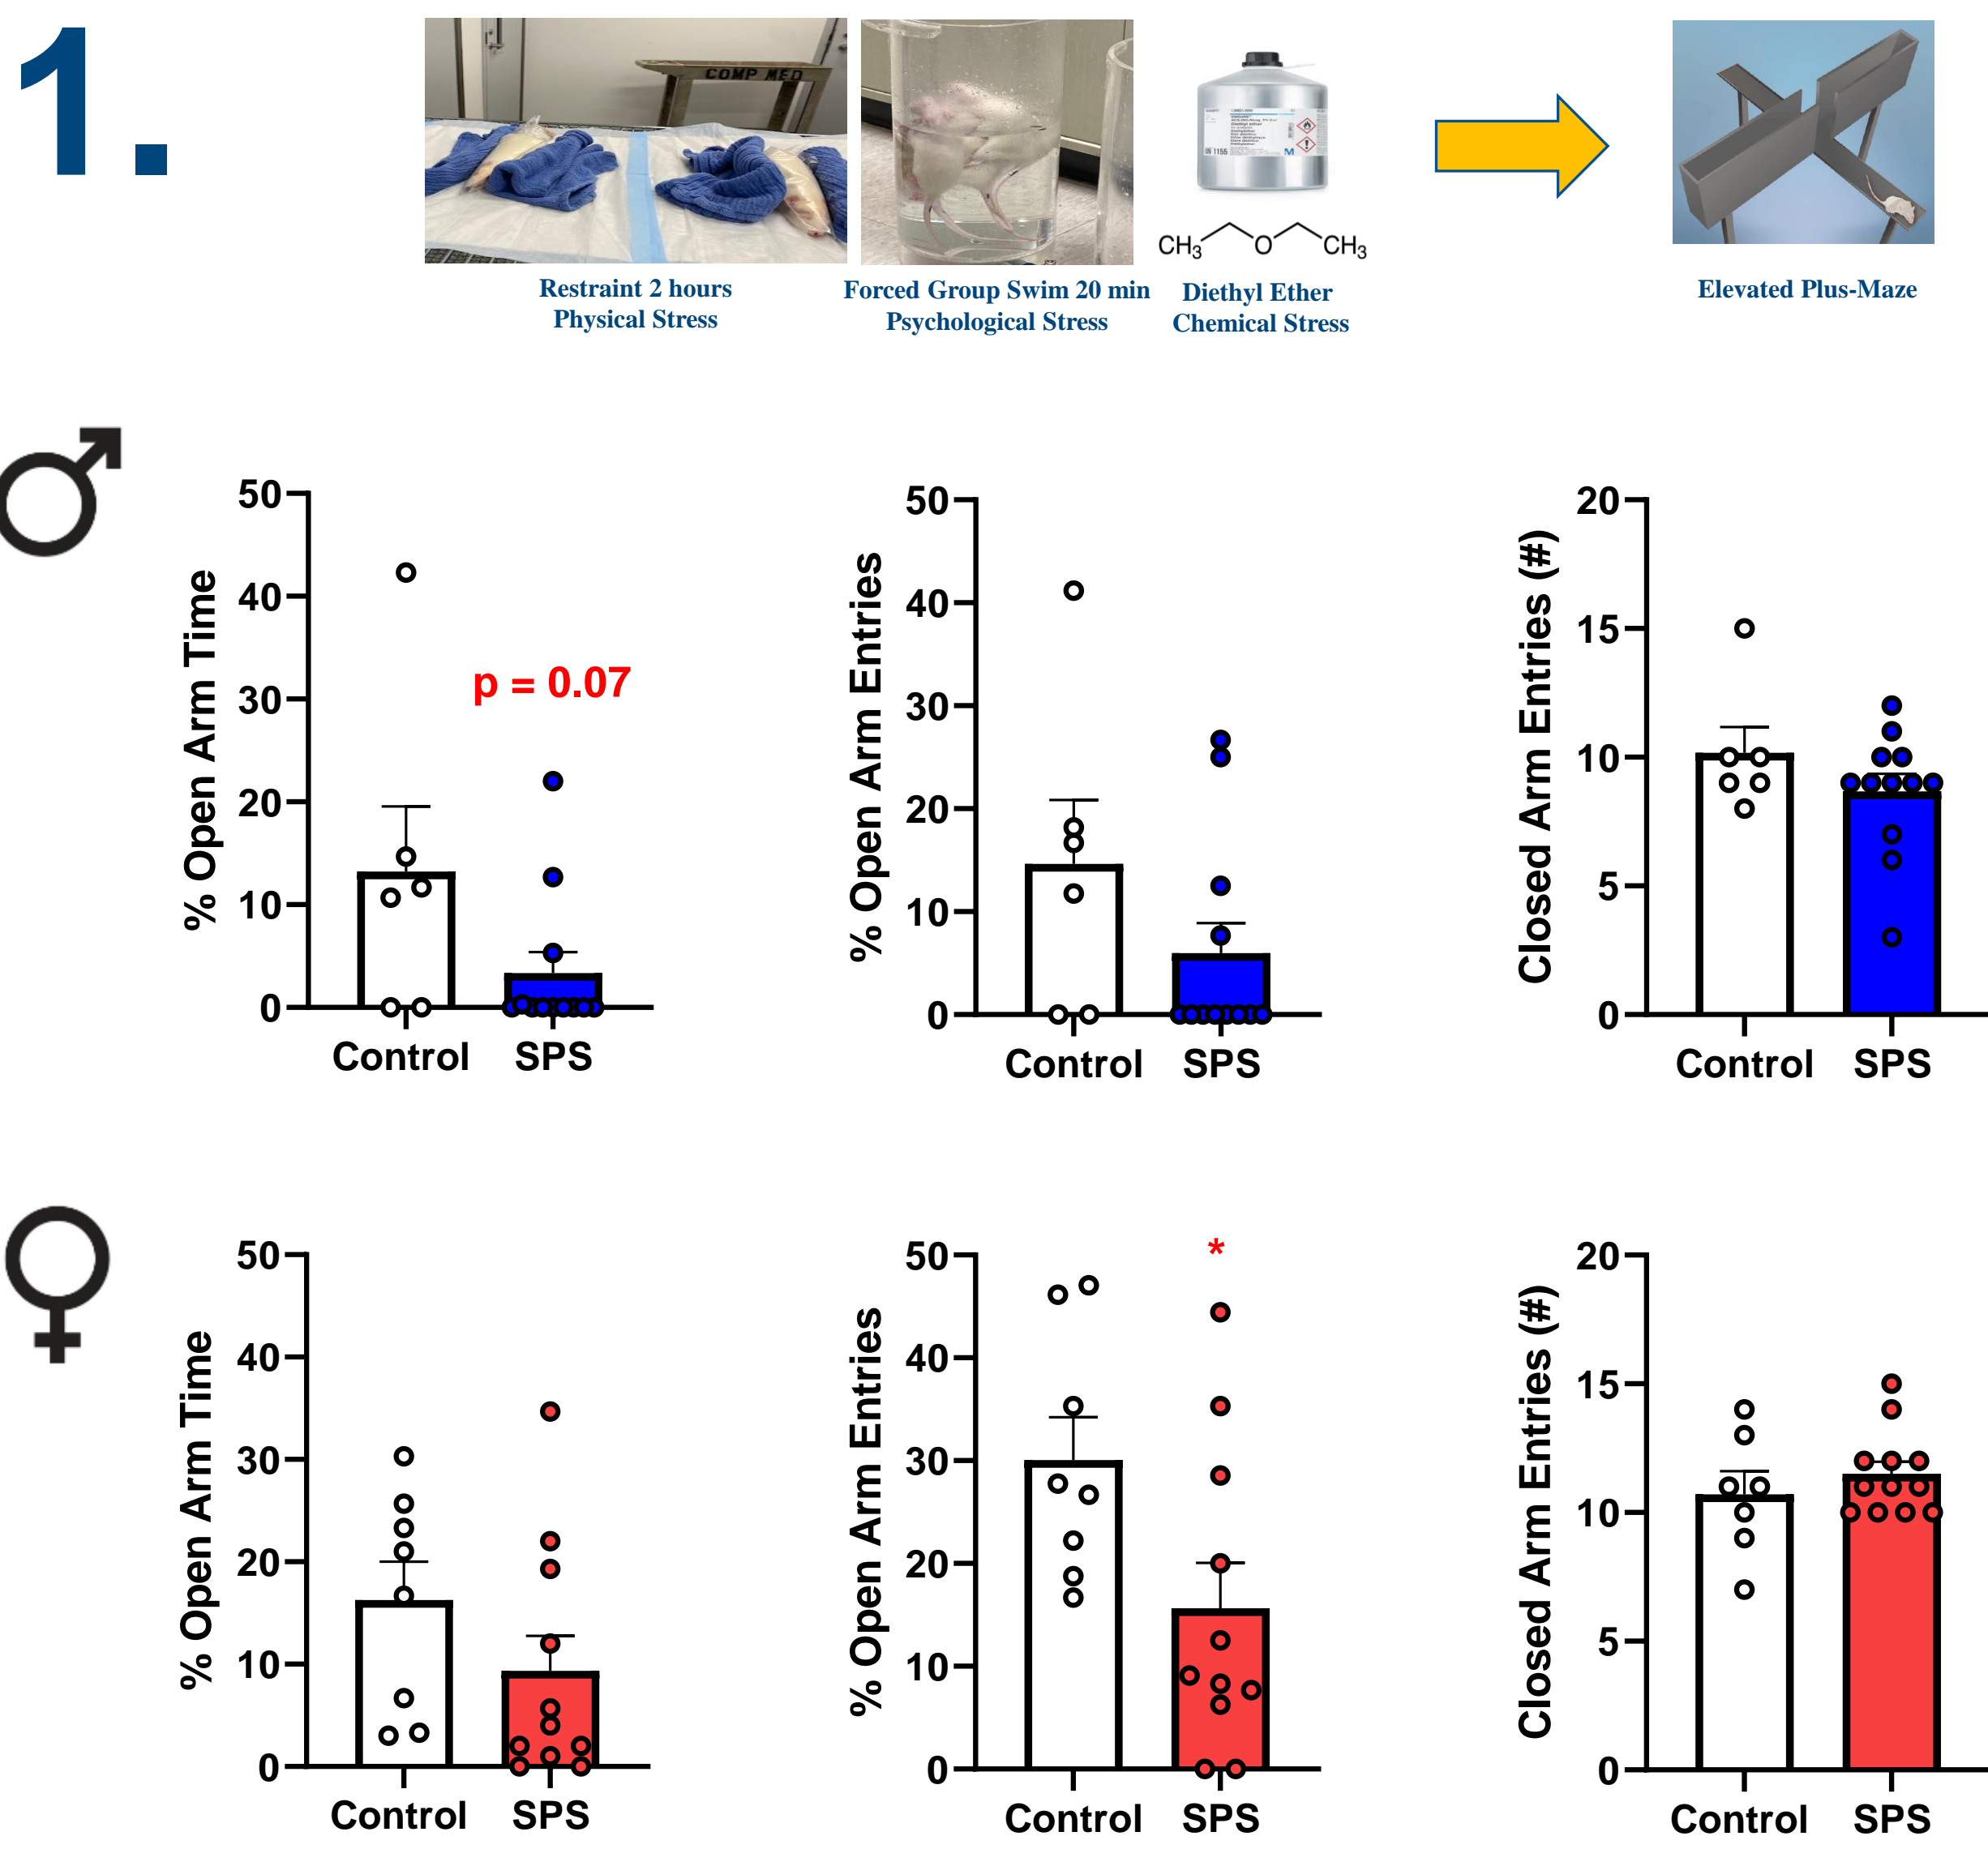 1.
COMP MED
CH3 O CH3
Restraint 2 hours
Physical Stress
Forced Group Swim 20 min
Psychological Stress
Diethyl Ether
Chemical Stress
Elevated Plus-Maze
50
40
30
20
10
0
% Open Arm Time
p = 0.07
Control SPS
50
40
30
20
10
0
% Open Arm Entries
Control SPS
20
15
10
5
0
Closed Arm Entries (#)
Control SPS
50
40
30
20
10
0
% Open Arm Time
Control SPS
50
40
30
20
10
0
% Open Arm Entries
*
Control SPS
20
15
10
5
0
Closed Arm Entries (#)
Control SPS